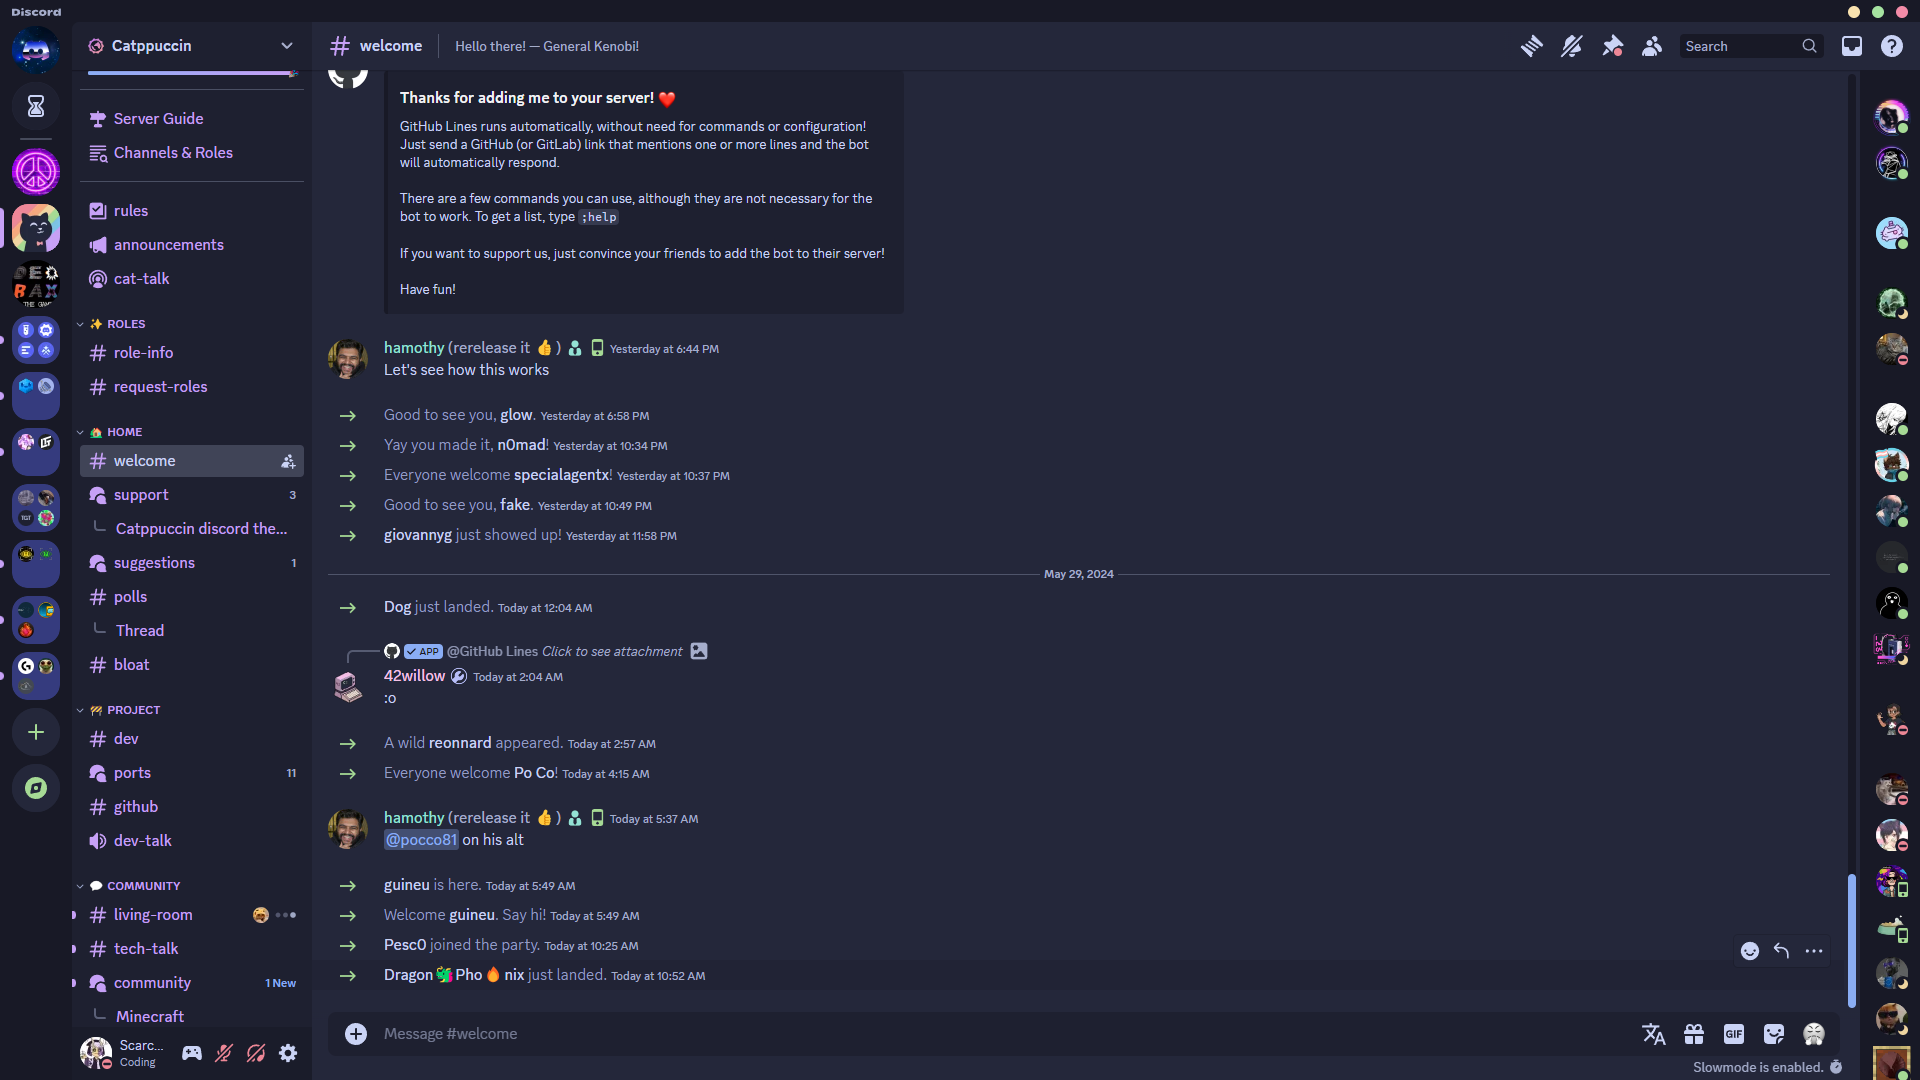 Discord
Catppuccin
Server Guide
Channels & Roles
rules
announcements
cat-talk
ROLES
role-info
request-roles
HOME
welcome
support 3
Catppuccin discord the...
suggestions 1
polls
Thread
bloat
PROJECT
dev
ports 11
github
dev-talk
COMMUNITY
living-room
tech-talk
community 1 New
Minecraft
Scarc...
Coding
welcome Hello there! — General Kenobi! Search
Thanks for adding me to your server! ❤️
GitHub Lines runs automatically, without need for commands or configuration!
Just send a GitHub (or GitLab) link that mentions one or more lines and the bot
will automatically respond.
There are a few commands you can use, although they are not necessary for the
bot to work. To get a list, type ;help
If you want to support us, just convince your friends to add the bot to their server!
Have fun!
hamothy (rerelease it 👍 ) Yesterday at 6:44 PM
Let's see how this works
Good to see you, glow. Yesterday at 6:58 PM
Yay you made it, n0mad! Yesterday at 10:34 PM
Everyone welcome specialagentx! Yesterday at 10:37 PM
Good to see you, fake. Yesterday at 10:49 PM
giovannyg just showed up! Yesterday at 11:58 PM
May 29, 2024
Dog just landed. Today at 12:04 AM
✓ APP @GitHub Lines Click to see attachment
42willow Today at 2:04 AM
:o
A wild reonnard appeared. Today at 2:57 AM
Everyone welcome Po Co! Today at 4:15 AM
hamothy (rerelease it 👍 ) Today at 5:37 AM
@pocco81 on his alt
guineu is here. Today at 5:49 AM
Welcome guineu. Say hi! Today at 5:49 AM
Pesc0 joined the party. Today at 10:25 AM
Dragon🐲Pho🔥nix just landed. Today at 10:52 AM
Message #welcome
GIF
Slowmode is enabled.